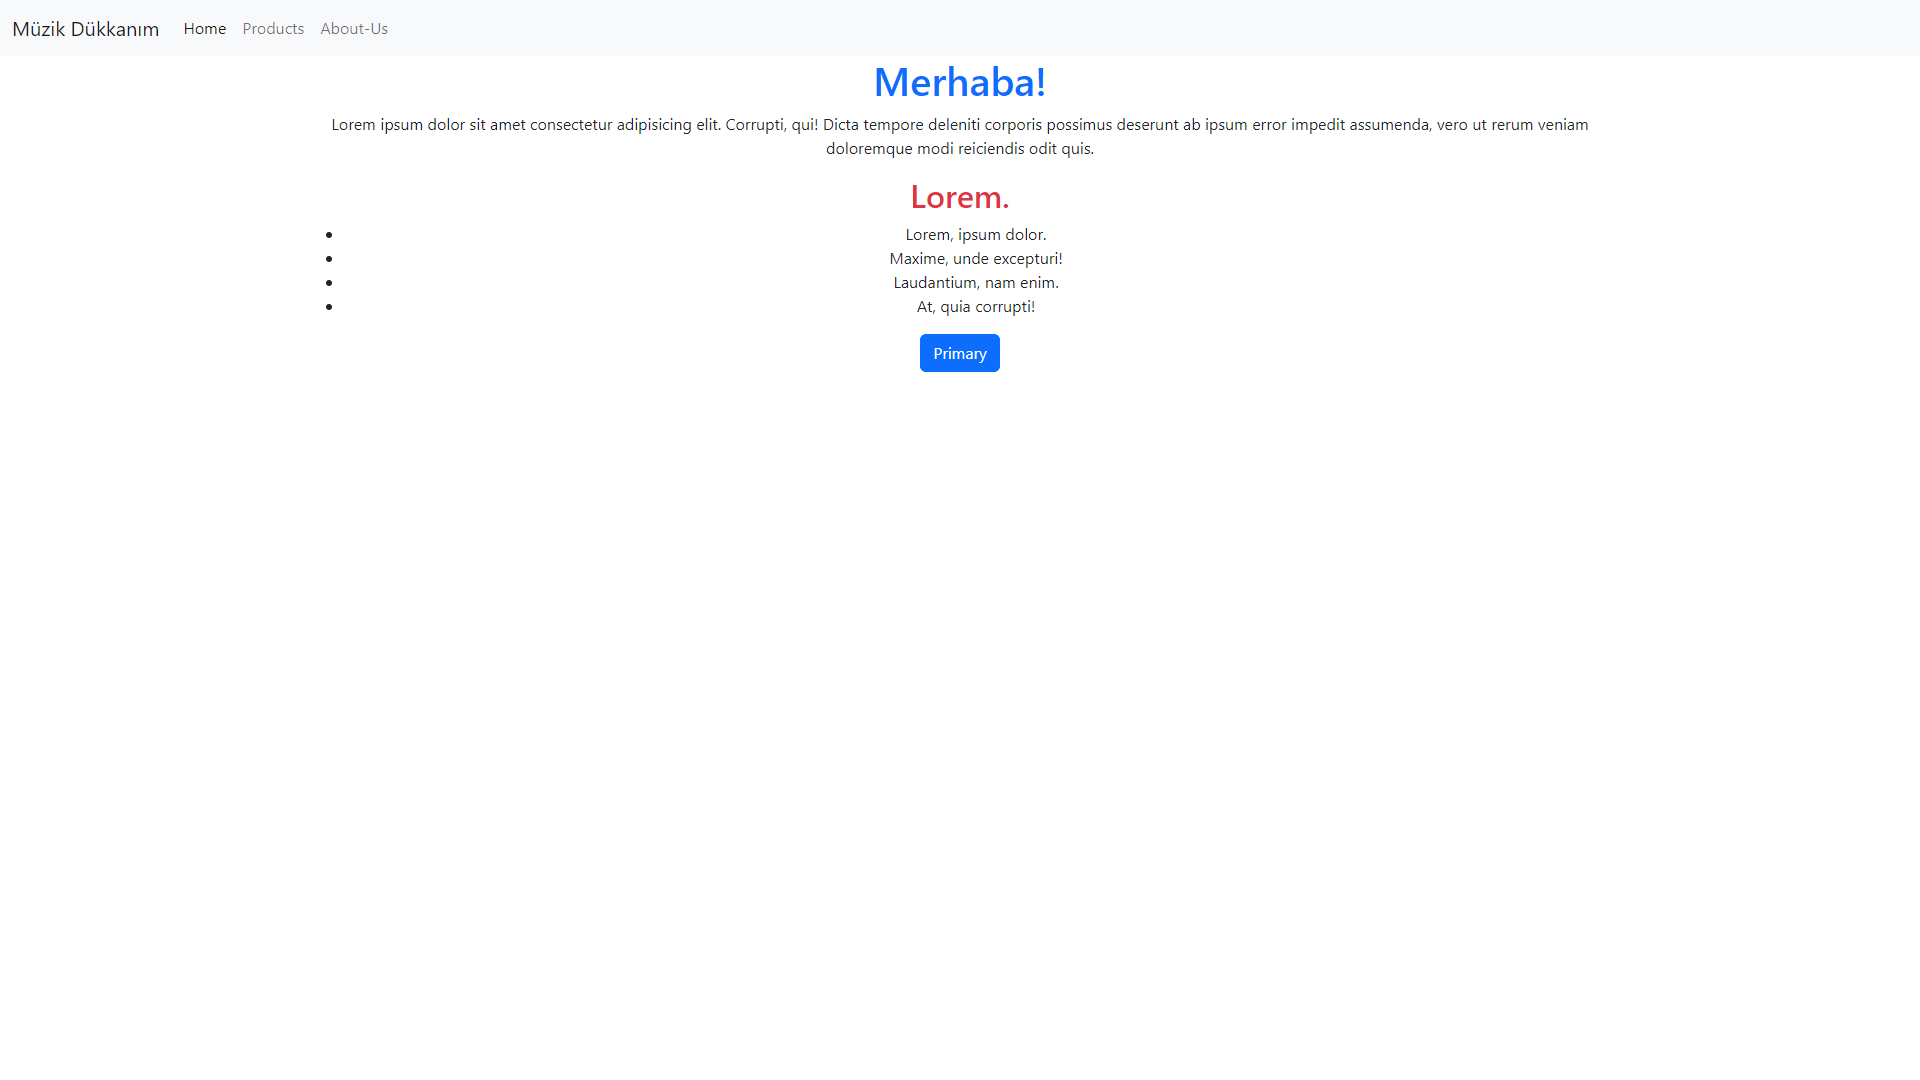 Müzik Dükkanım Home Products About-Us
Merhaba!
Lorem ipsum dolor sit amet consectetur adipisicing elit. Corrupti, qui! Dicta tempore deleniti corporis possimus deserunt ab ipsum error impedit assumenda, vero ut rerum veniam
doloremque modi reiciendis odit quis.
Lorem.
Lorem, ipsum dolor.
Maxime, unde excepturi!
Laudantium, nam enim.
At, quia corrupti!
Primary